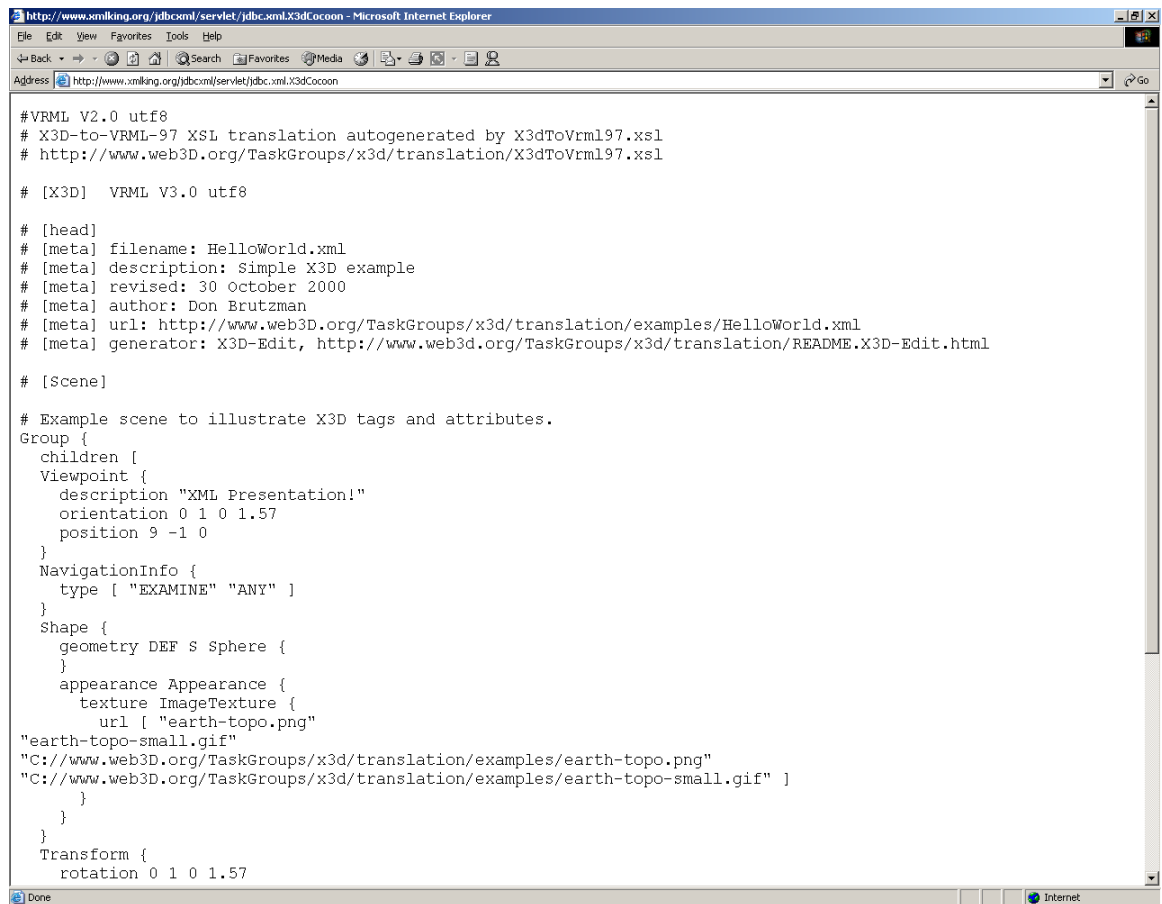 http://www.xmlking.org/jdbcxml/servlet/jdbc.xml.X3dCocoon - Microsoft Internet Explorer
File Edit View Favorites Tools Help
Back Search Favorites Media
Address http://www.xmlking.org/jdbcxml/servlet/jdbc.xml.X3dCocoon Go
#VRML V2.0 utf8
# X3D-to-VRML-97 XSL translation autogenerated by X3dToVrml97.xsl
# http://www.web3D.org/TaskGroups/x3d/translation/X3dToVrml97.xsl
# [X3D]  VRML V3.0 utf8
# [head]
# [meta] filename: HelloWorld.xml
# [meta] description: Simple X3D example
# [meta] revised: 30 October 2000
# [meta] author: Don Brutzman
# [meta] url: http://www.web3D.org/TaskGroups/x3d/translation/examples/HelloWorld.xml
# [meta] generator: X3D-Edit, http://www.web3d.org/TaskGroups/x3d/translation/README.X3D-Edit.html
# [Scene]
# Example scene to illustrate X3D tags and attributes.
Group {
  children [
  Viewpoint {
    description "XML Presentation!"
    orientation 0 1 0 1.57
    position 9 -1 0
  }
  NavigationInfo {
    type [ "EXAMINE" "ANY" ]
  }
  Shape {
    geometry DEF S Sphere {
    }
    appearance Appearance {
      texture ImageTexture {
        url [ "earth-topo.png"
"earth-topo-small.gif"
"C://www.web3D.org/TaskGroups/x3d/translation/examples/earth-topo.png"
"C://www.web3D.org/TaskGroups/x3d/translation/examples/earth-topo-small.gif" ]
      }
    }
  }
  Transform {
    rotation 0 1 0 1.57
Done Internet